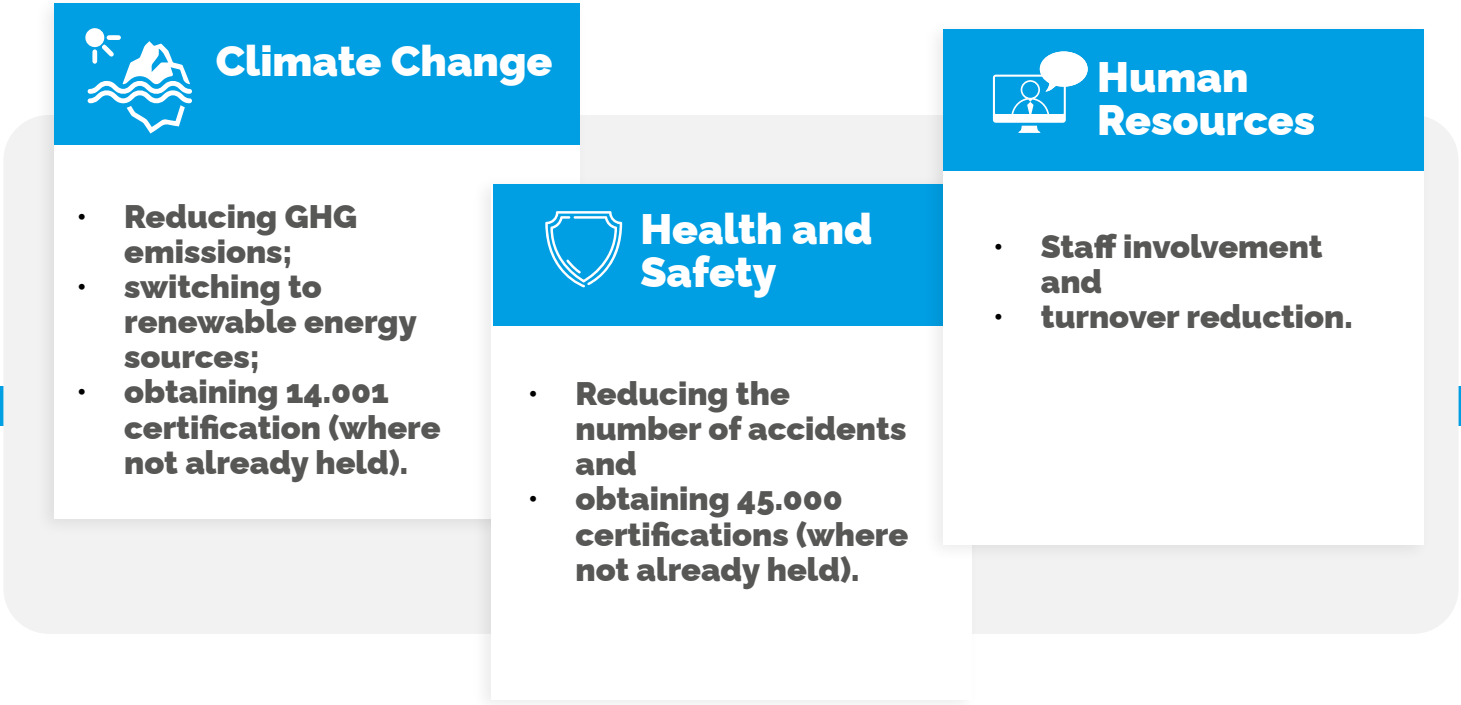 Climate Change
• Reducing GHG
emissions;
• switching to
renewable energy
sources;
• obtaining 14.001
certification (where
not already held).
Health and
Safety
• Reducing the
number of accidents
and
• obtaining 45.000
certifications (where
not already held).
Human
Resources
• Staff involvement
and
• turnover reduction.